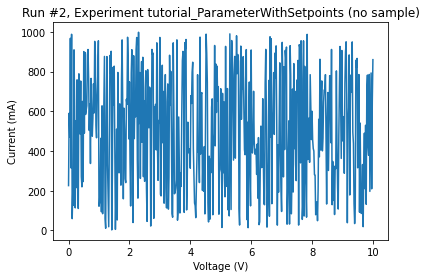 Run #2, Experiment tutorial_ParameterWithSetpoints (no sample)
1000
800
600
400
200
0
Current (mA)
0 2 4 6 8 10
Voltage (V)